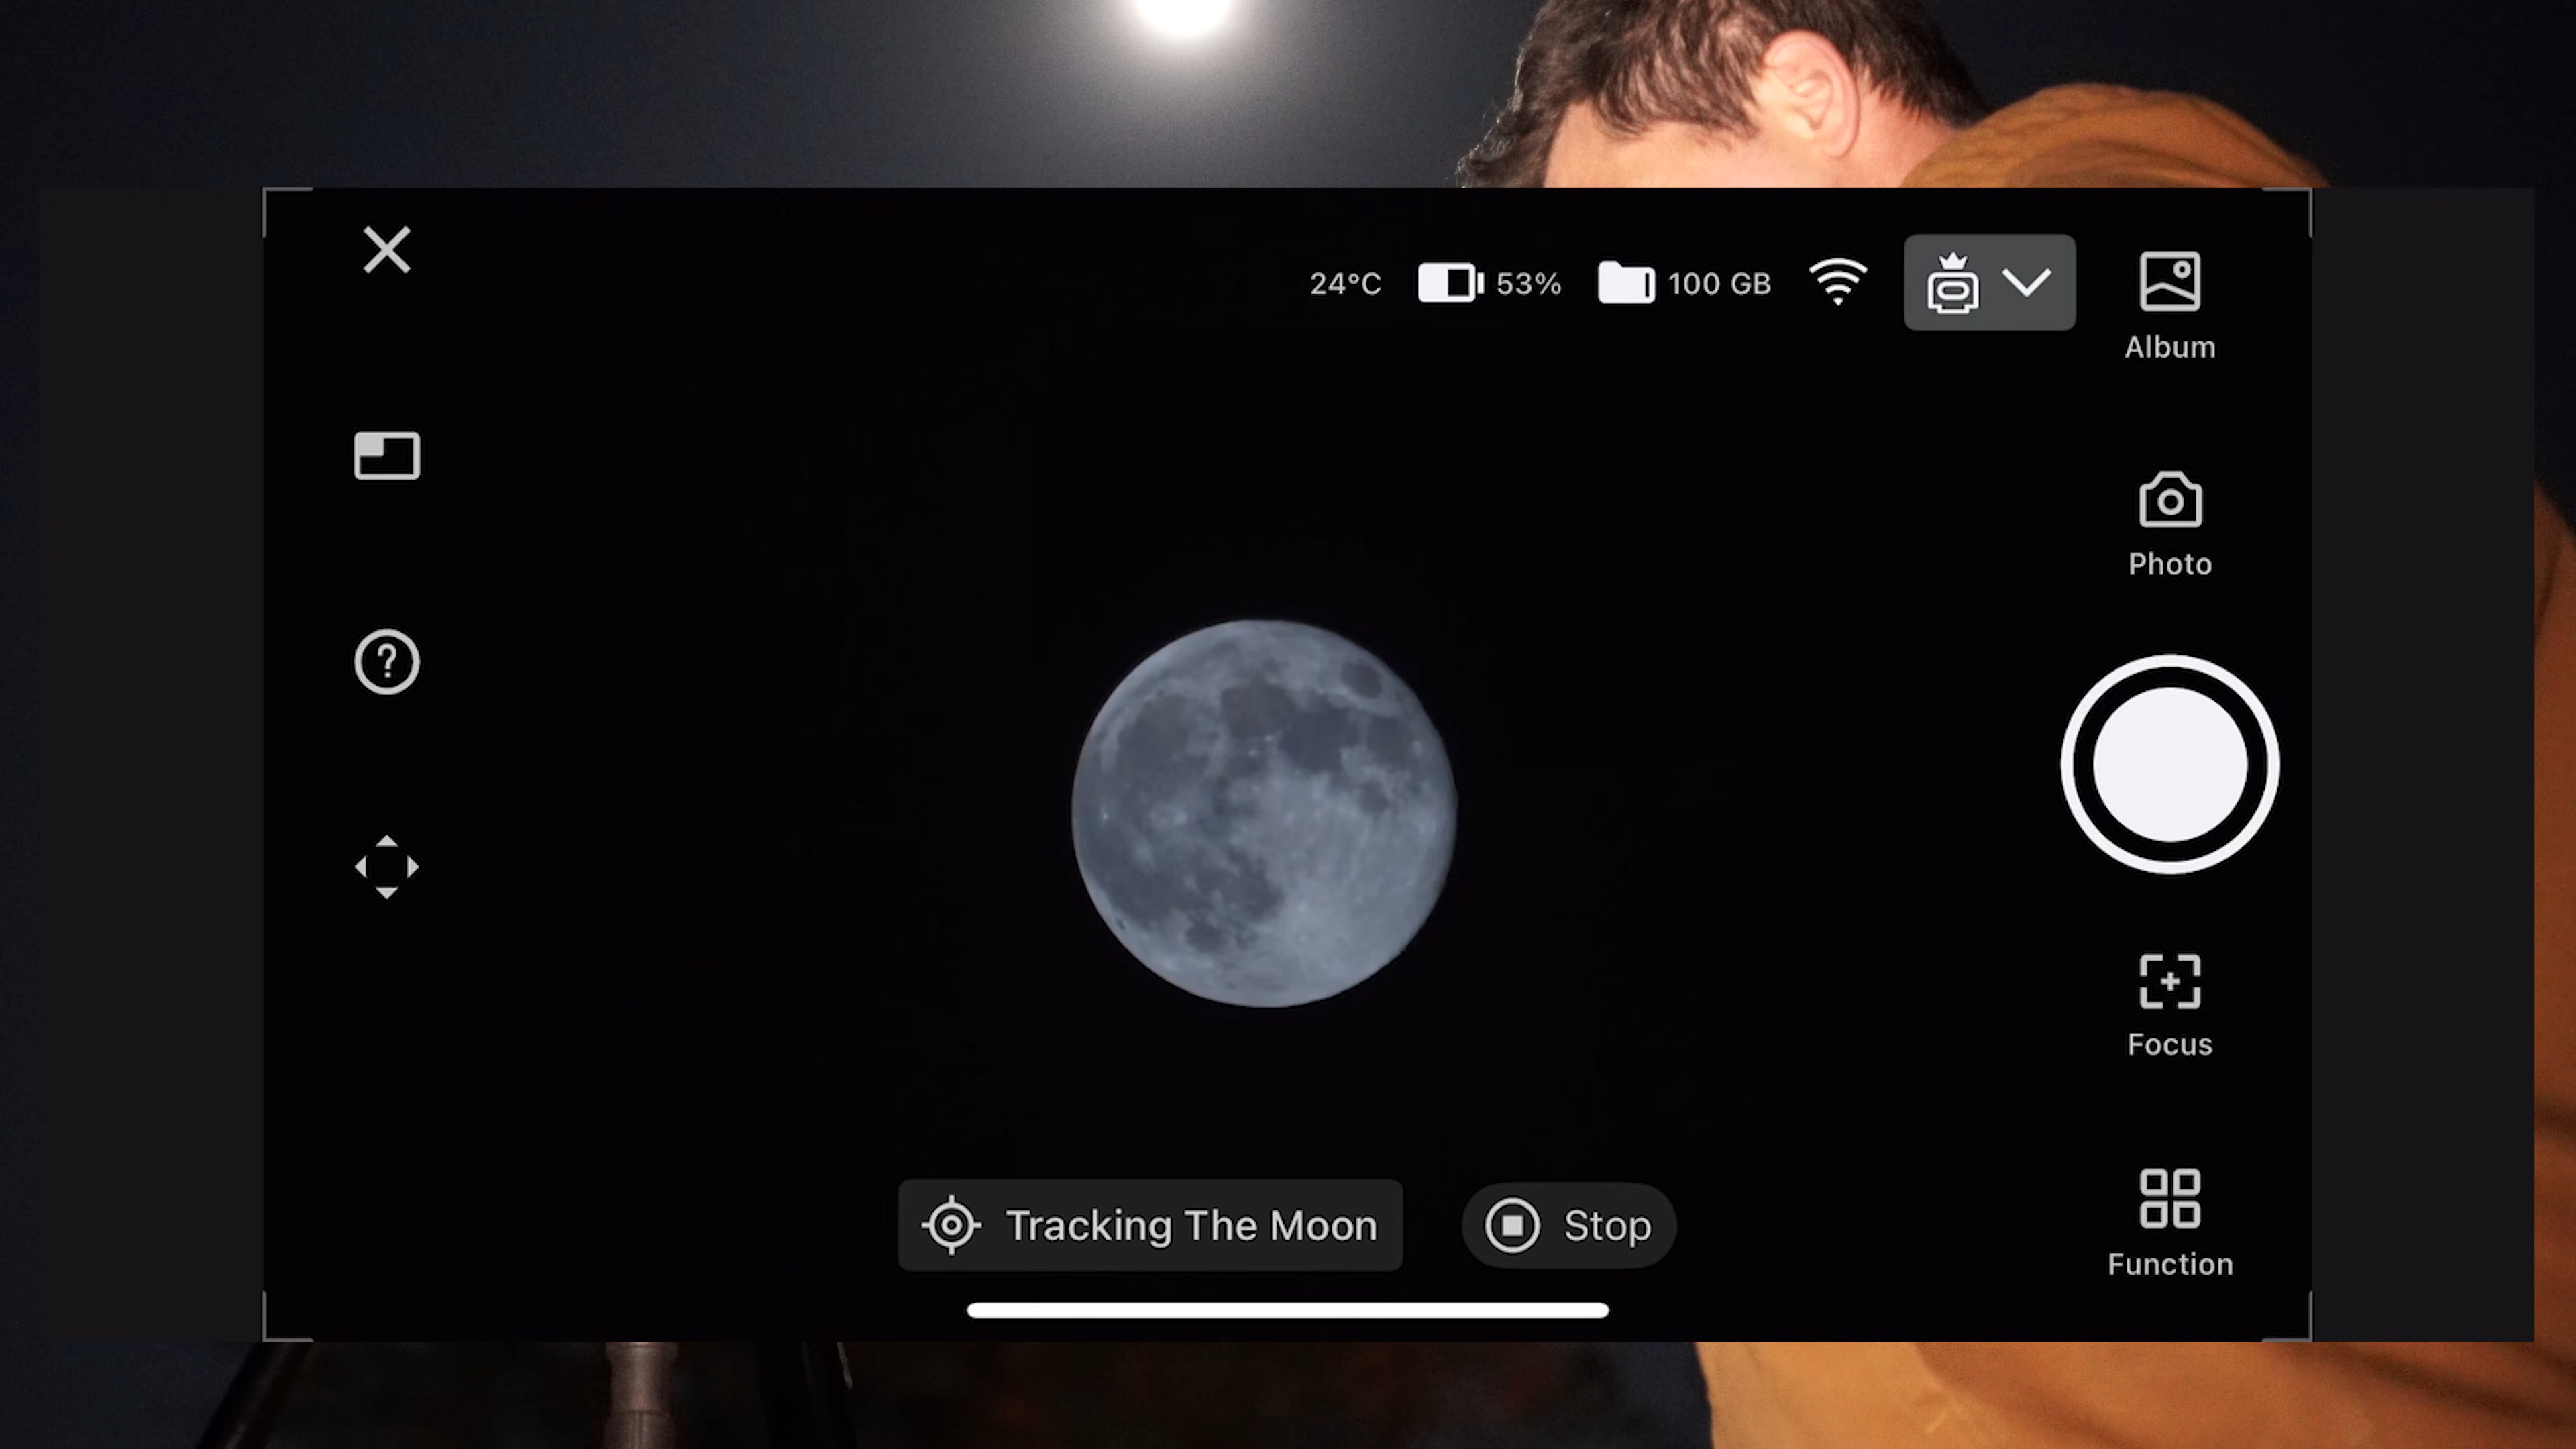 24°C 53% 100 GB
Album
Photo
Focus
Tracking The Moon
Stop
Function